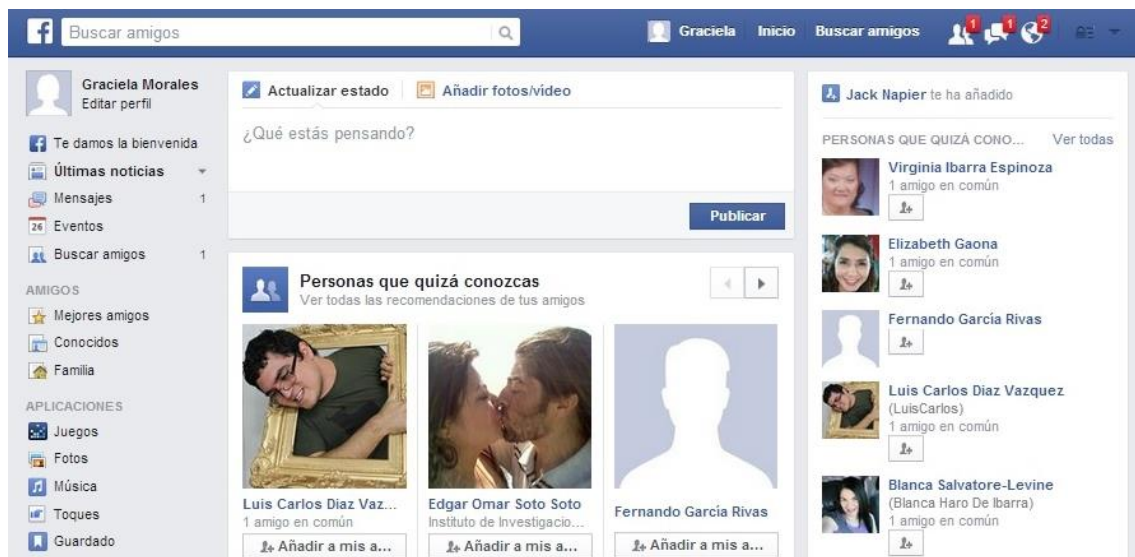 Buscar amigos
Graciela Inicio Buscar amigos 1 1 2
Graciela Morales
Editar perfil
Te damos la bienvenida
Últimas noticias
Mensajes 1
26 Eventos
Buscar amigos 1
AMIGOS
Mejores amigos
Conocidos
Familia
APLICACIONES
Juegos
Fotos
Música
Toques
Guardado
Actualizar estado Añadir fotos/vídeo
¿Qué estás pensando?
Publicar
Personas que quizá conozcas
Ver todas las recomendaciones de tus amigos
Luis Carlos Diaz Vaz...
1 amigo en común
Añadir a mis a...
Edgar Omar Soto Soto
Instituto de Investigacio...
Añadir a mis a...
Fernando García Rivas
Añadir a mis a...
Jack Napier te ha añadido
PERSONAS QUE QUIZÁ CONO... Ver todas
Virginia Ibarra Espinoza
1 amigo en común
Elizabeth Gaona
1 amigo en común
Fernando García Rivas
Luis Carlos Diaz Vazquez
(LuisCarlos)
1 amigo en común
Blanca Salvatore-Levine
(Blanca Haro De Ibarra)
1 amigo en común